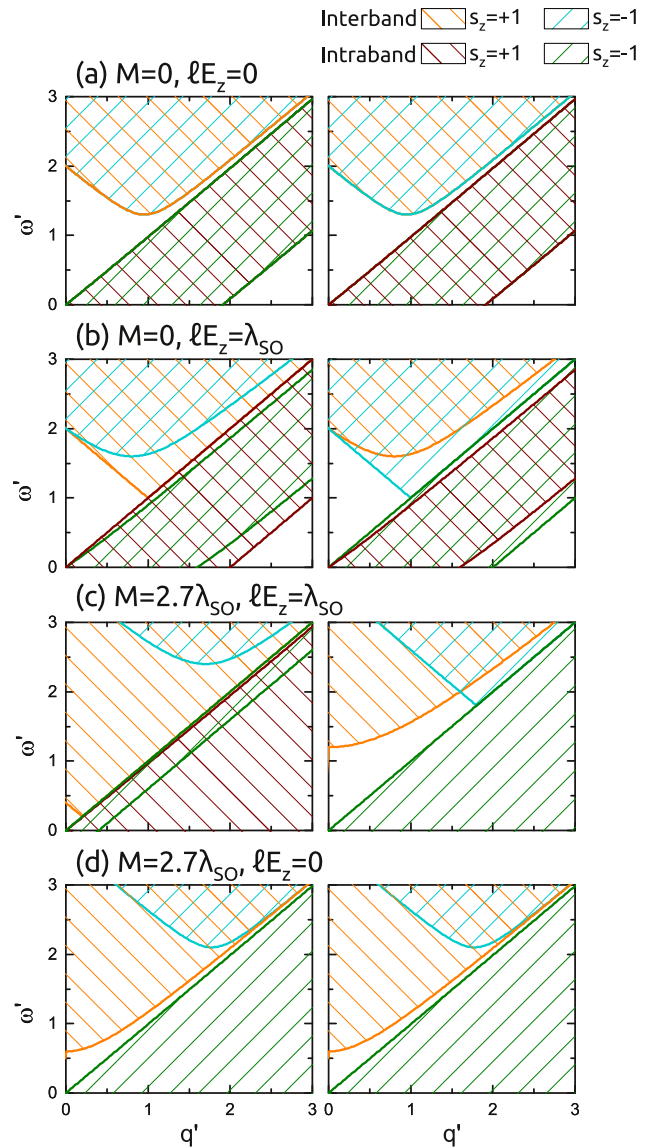 Interband s_z=+1 s_z=-1
Intraband s_z=+1 s_z=-1
(a) M=0, ℓE_z=0
3
2
1
0
ω'
(b) M=0, ℓE_z=λ_SO
3
2
1
0
ω'
(c) M=2.7λ_SO, ℓE_z=λ_SO
3
2
1
0
ω'
(d) M=2.7λ_SO, ℓE_z=0
3
2
1
0
ω'
0 1 2 3 0 1 2 3
q' q'